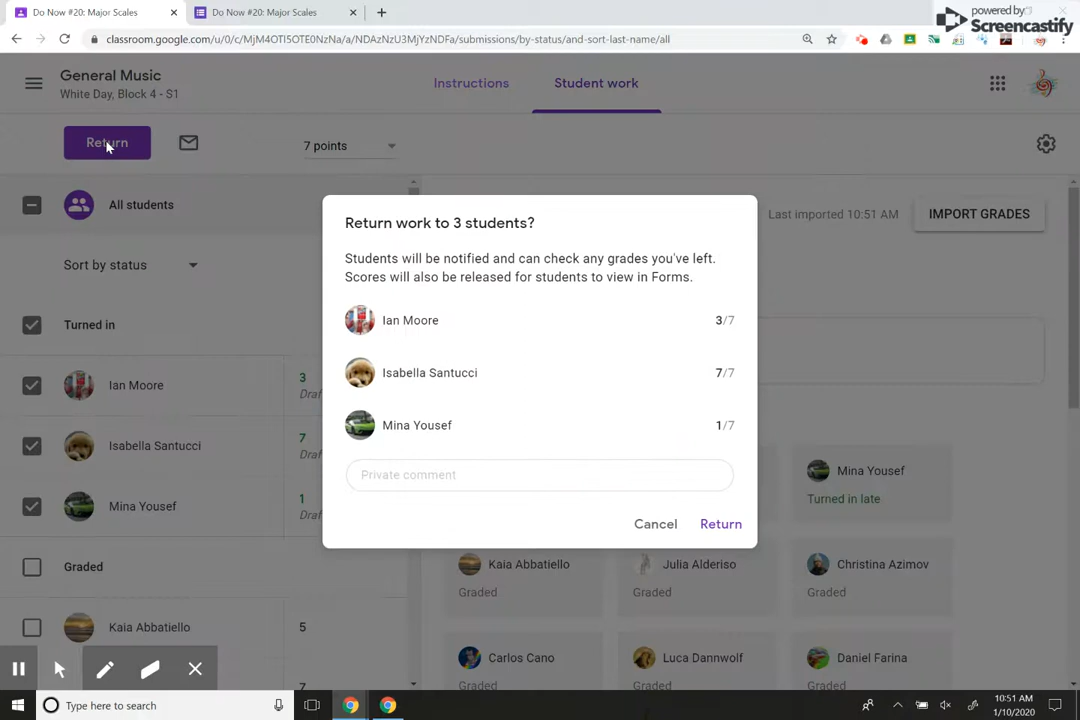 Do Now #20: Major Scales
Do Now #20: Major Scales
powered by
Screencastify
classroom.google.com/u/0/c/MjM4OTI5OTE0NzNa/a/NDAzNzU3MjYzNDFa/submissions/by-status/and-sort-last-name/all
General Music
White Day, Block 4 - S1
Instructions
Student work
Return
7 points
All students
Last imported 10:51 AM
IMPORT GRADES
Sort by status
Turned in
Ian Moore
3
Draf
Isabella Santucci
7
Draf
Mina Yousef
1
Draf
Graded
Kaia Abbatiello
5
7
Return work to 3 students?
Students will be notified and can check any grades you've left.
Scores will also be released for students to view in Forms.
Ian Moore 3/7
Isabella Santucci 7/7
Mina Yousef 1/7
Private comment
Cancel Return
Mina Yousef
Turned in late
Kaia Abbatiello
Graded
Julia Alderiso
Graded
Christina Azimov
Graded
Carlos Cano
Graded
Luca Dannwolf
Graded
Daniel Farina
Graded
Type here to search
10:51 AM
1/10/2020